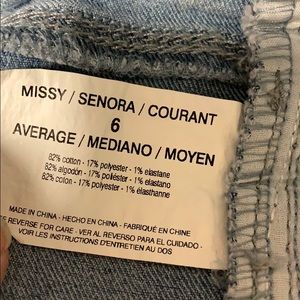 MISSY / SENORA / COURANT
6
AVERAGE / MEDIANO / MOYEN
82% cotton - 17% polyester - 1% elastane
82% algodón - 17% poliéster - 1% elastano
82% coton - 17% polyester - 1% élasthanne
MADE IN CHINA - HECHO EN CHINA - FABRIQUÉ EN CHINE
REVERSE FOR CARE - VER AL REVERSO PARA EL CUIDADO -
VOIR LES INSTRUCTIONS D'ENTRETIEN AU DOS